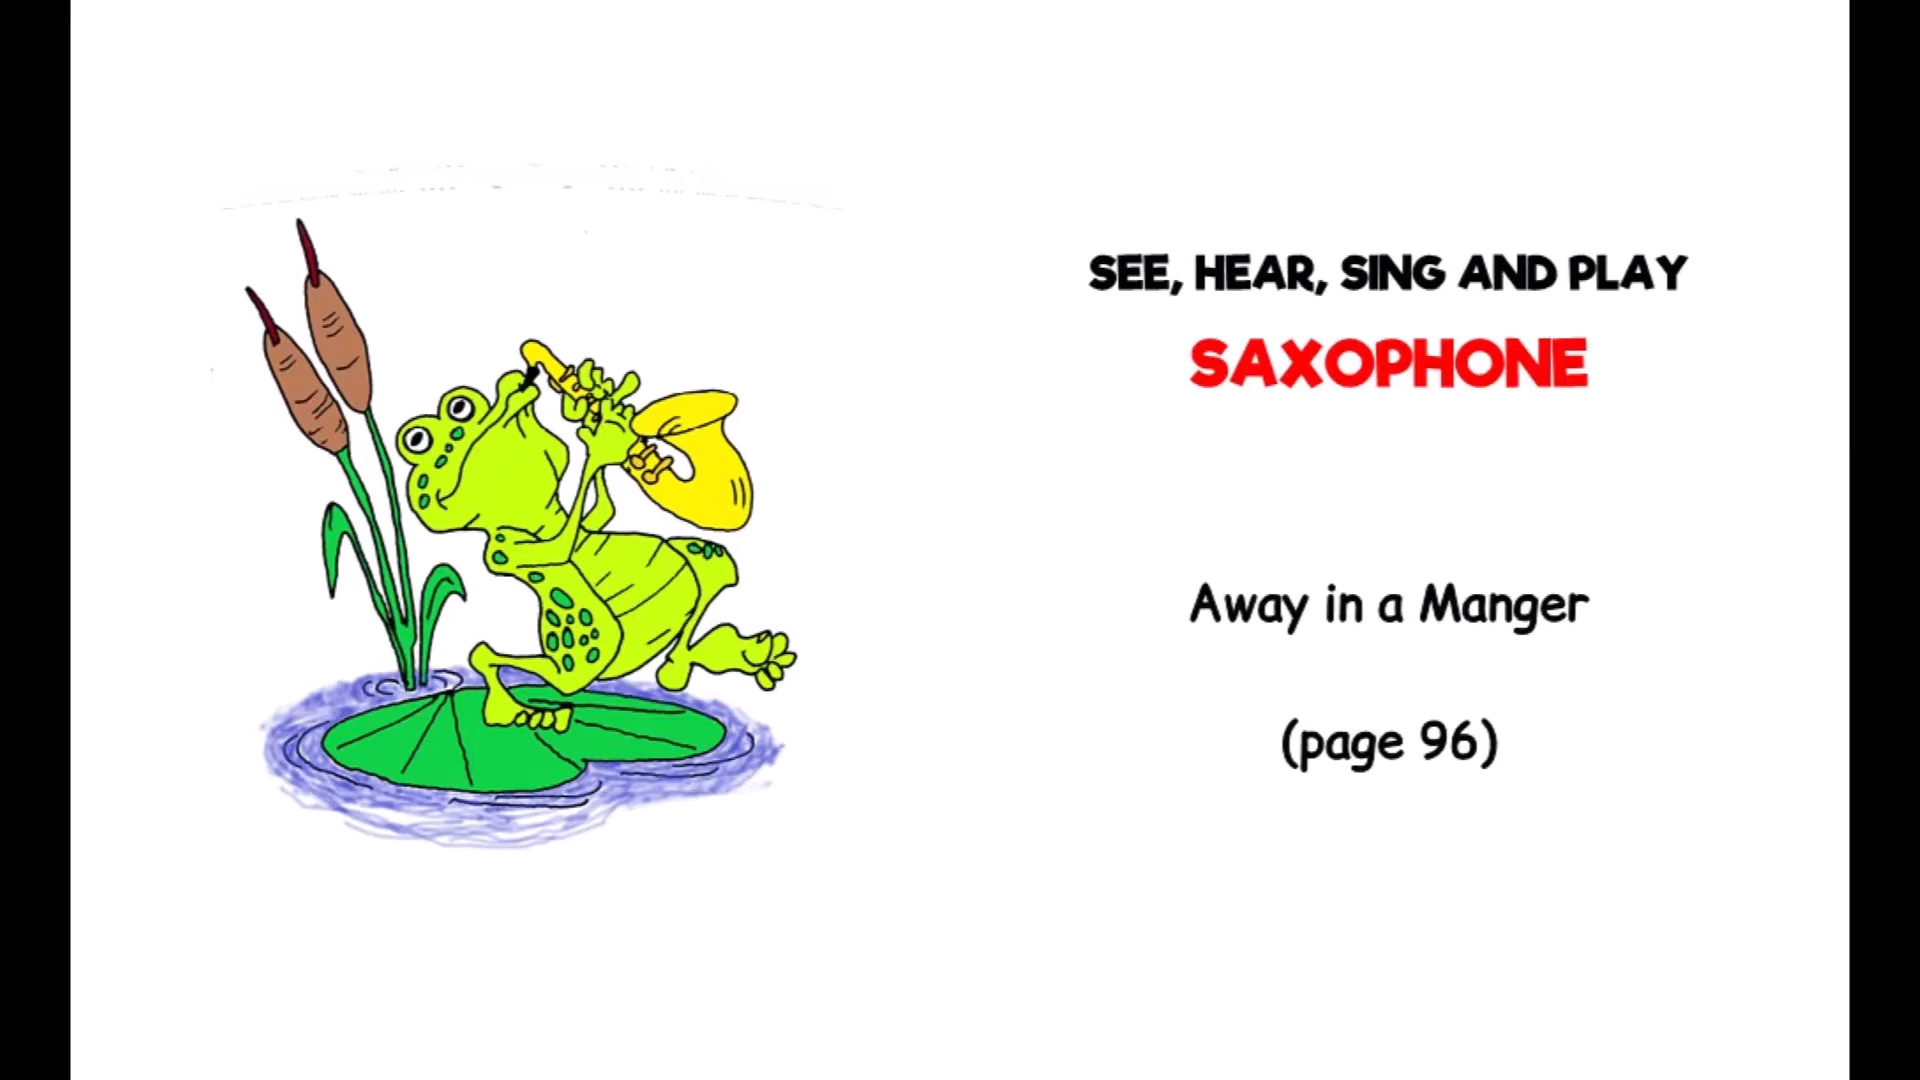 SEE, HEAR, SING AND PLAY
SAXOPHONE
Away in a Manger
(page 96)